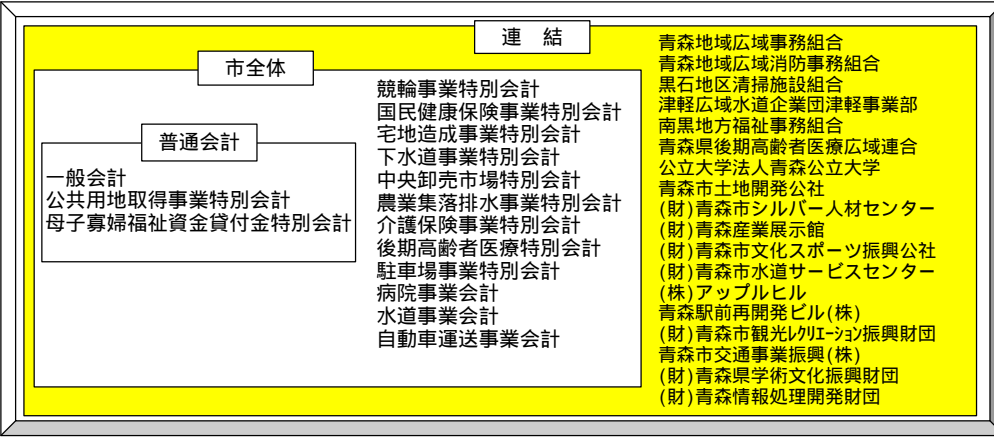 連 結
市全体
普通会計
一般会計
公共用地取得事業特別会計
母子寡婦福祉資金貸付金特別会計
競輪事業特別会計
国民健康保険事業特別会計
宅地造成事業特別会計
下水道事業特別会計
中央卸売市場特別会計
農業集落排水事業特別会計
介護保険事業特別会計
後期高齢者医療特別会計
駐車場事業特別会計
病院事業会計
水道事業会計
自動車運送事業会計
青森地域広域事務組合
青森地域広域消防事務組合
黒石地区清掃施設組合
津軽広域水道企業団津軽事業部
南黒地方福祉事務組合
青森県後期高齢者医療広域連合
公立大学法人青森公立大学
青森市土地開発公社
(財)青森市シルバー人材センター
(財)青森産業展示館
(財)青森市文化スポーツ振興公社
(財)青森市水道サービスセンター
(株)アップルヒル
青森駅前再開発ビル(株)
(財)青森市観光ﾚｸﾘｴｰｼｮﾝ振興財団
青森市交通事業振興(株)
(財)青森県学術文化振興財団
(財)青森情報処理開発財団